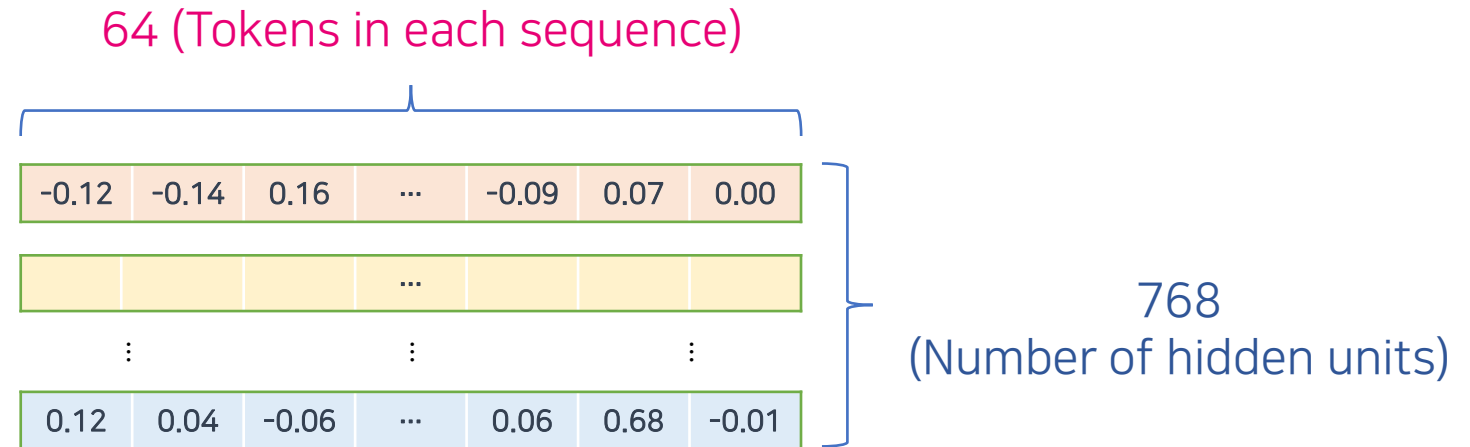 64 (Tokens in each sequence)
-0.12 -0.14 0.16 ... -0.09 0.07 0.00
...
⋮ ⋮ ⋮
768
(Number of hidden units)
0.12 0.04 -0.06 ... 0.06 0.68 -0.01